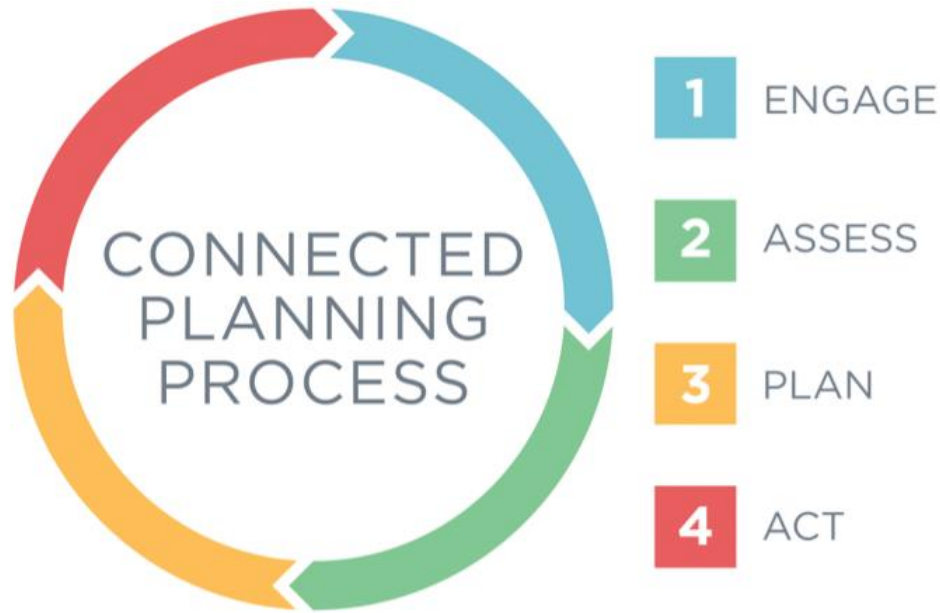 CONNECTED
PLANNING
PROCESS
1 ENGAGE
2 ASSESS
3 PLAN
4 ACT